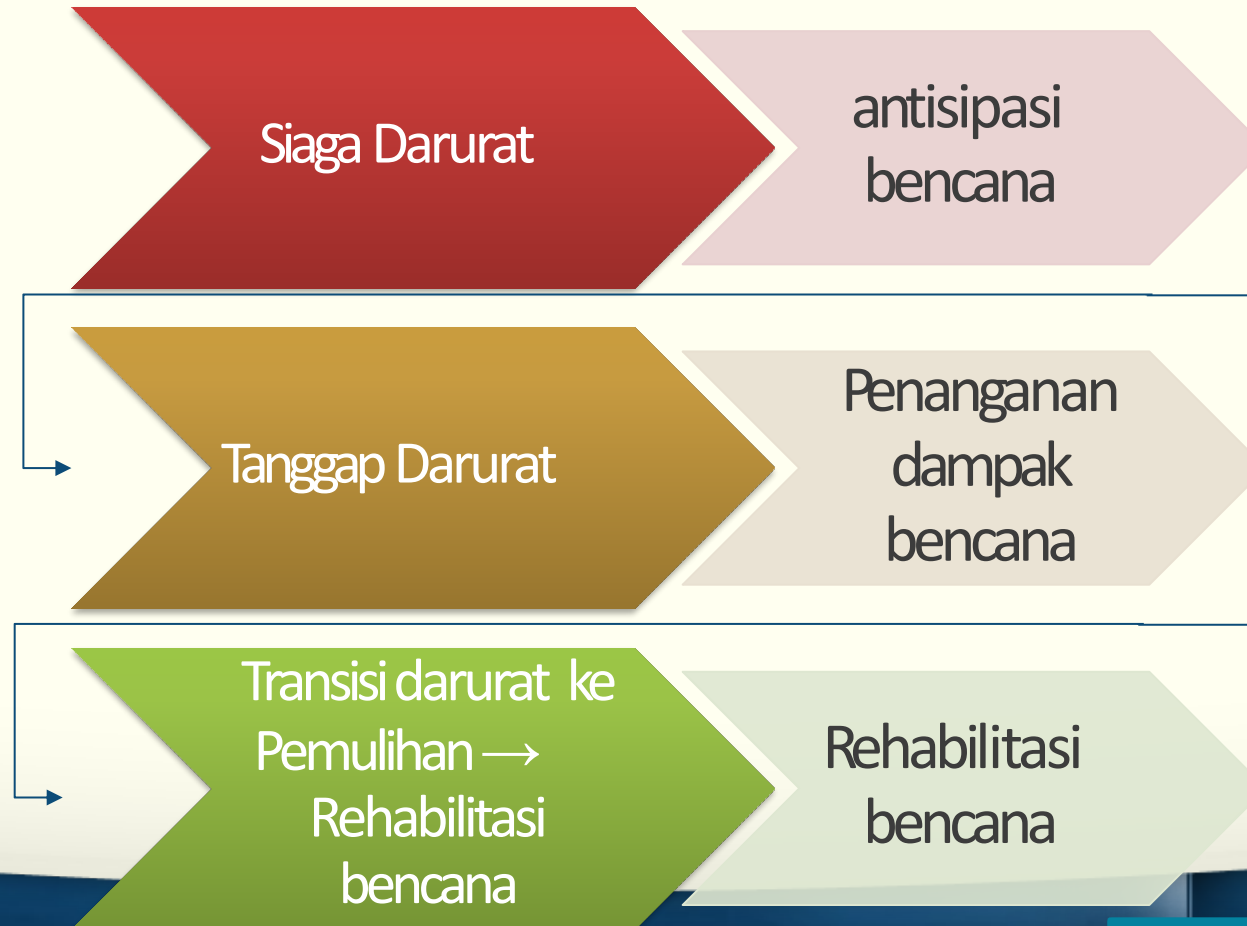 Siaga Darurat
antisipasi
bencana
Tanggap Darurat
Penanganan
dampak
bencana
Transisi darurat ke
Pemulihan →
Rehabilitasi
bencana
Rehabilitasi
bencana